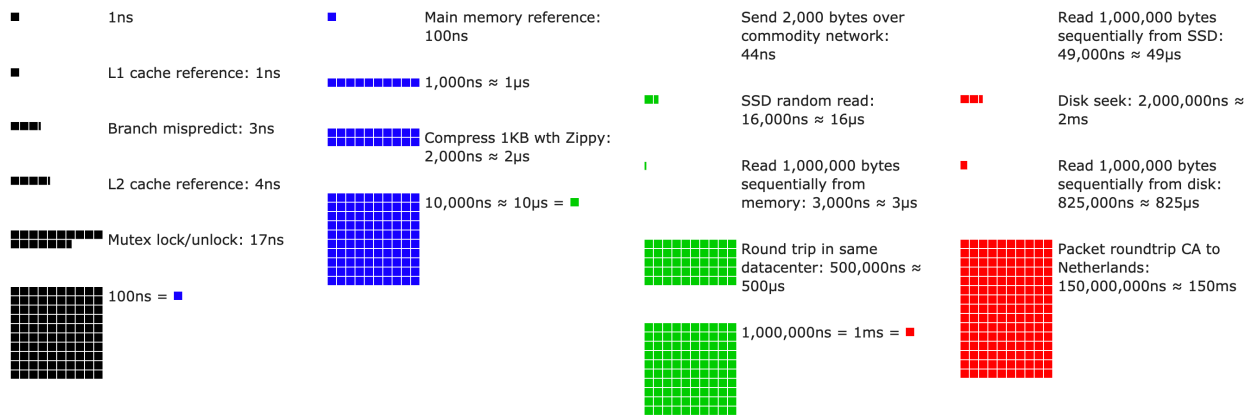 1ns
L1 cache reference: 1ns
Branch mispredict: 3ns
L2 cache reference: 4ns
Mutex lock/unlock: 17ns
100ns =
Main memory reference:
100ns
1,000ns ≈ 1μs
Compress 1KB wth Zippy:
2,000ns ≈ 2μs
10,000ns ≈ 10μs =
Send 2,000 bytes over
commodity network:
44ns
SSD random read:
16,000ns ≈ 16μs
Read 1,000,000 bytes
sequentially from
memory: 3,000ns ≈ 3μs
Round trip in same
datacenter: 500,000ns ≈
500μs
1,000,000ns = 1ms =
Read 1,000,000 bytes
sequentially from SSD:
49,000ns ≈ 49μs
Disk seek: 2,000,000ns ≈
2ms
Read 1,000,000 bytes
sequentially from disk:
825,000ns ≈ 825μs
Packet roundtrip CA to
Netherlands:
150,000,000ns ≈ 150ms